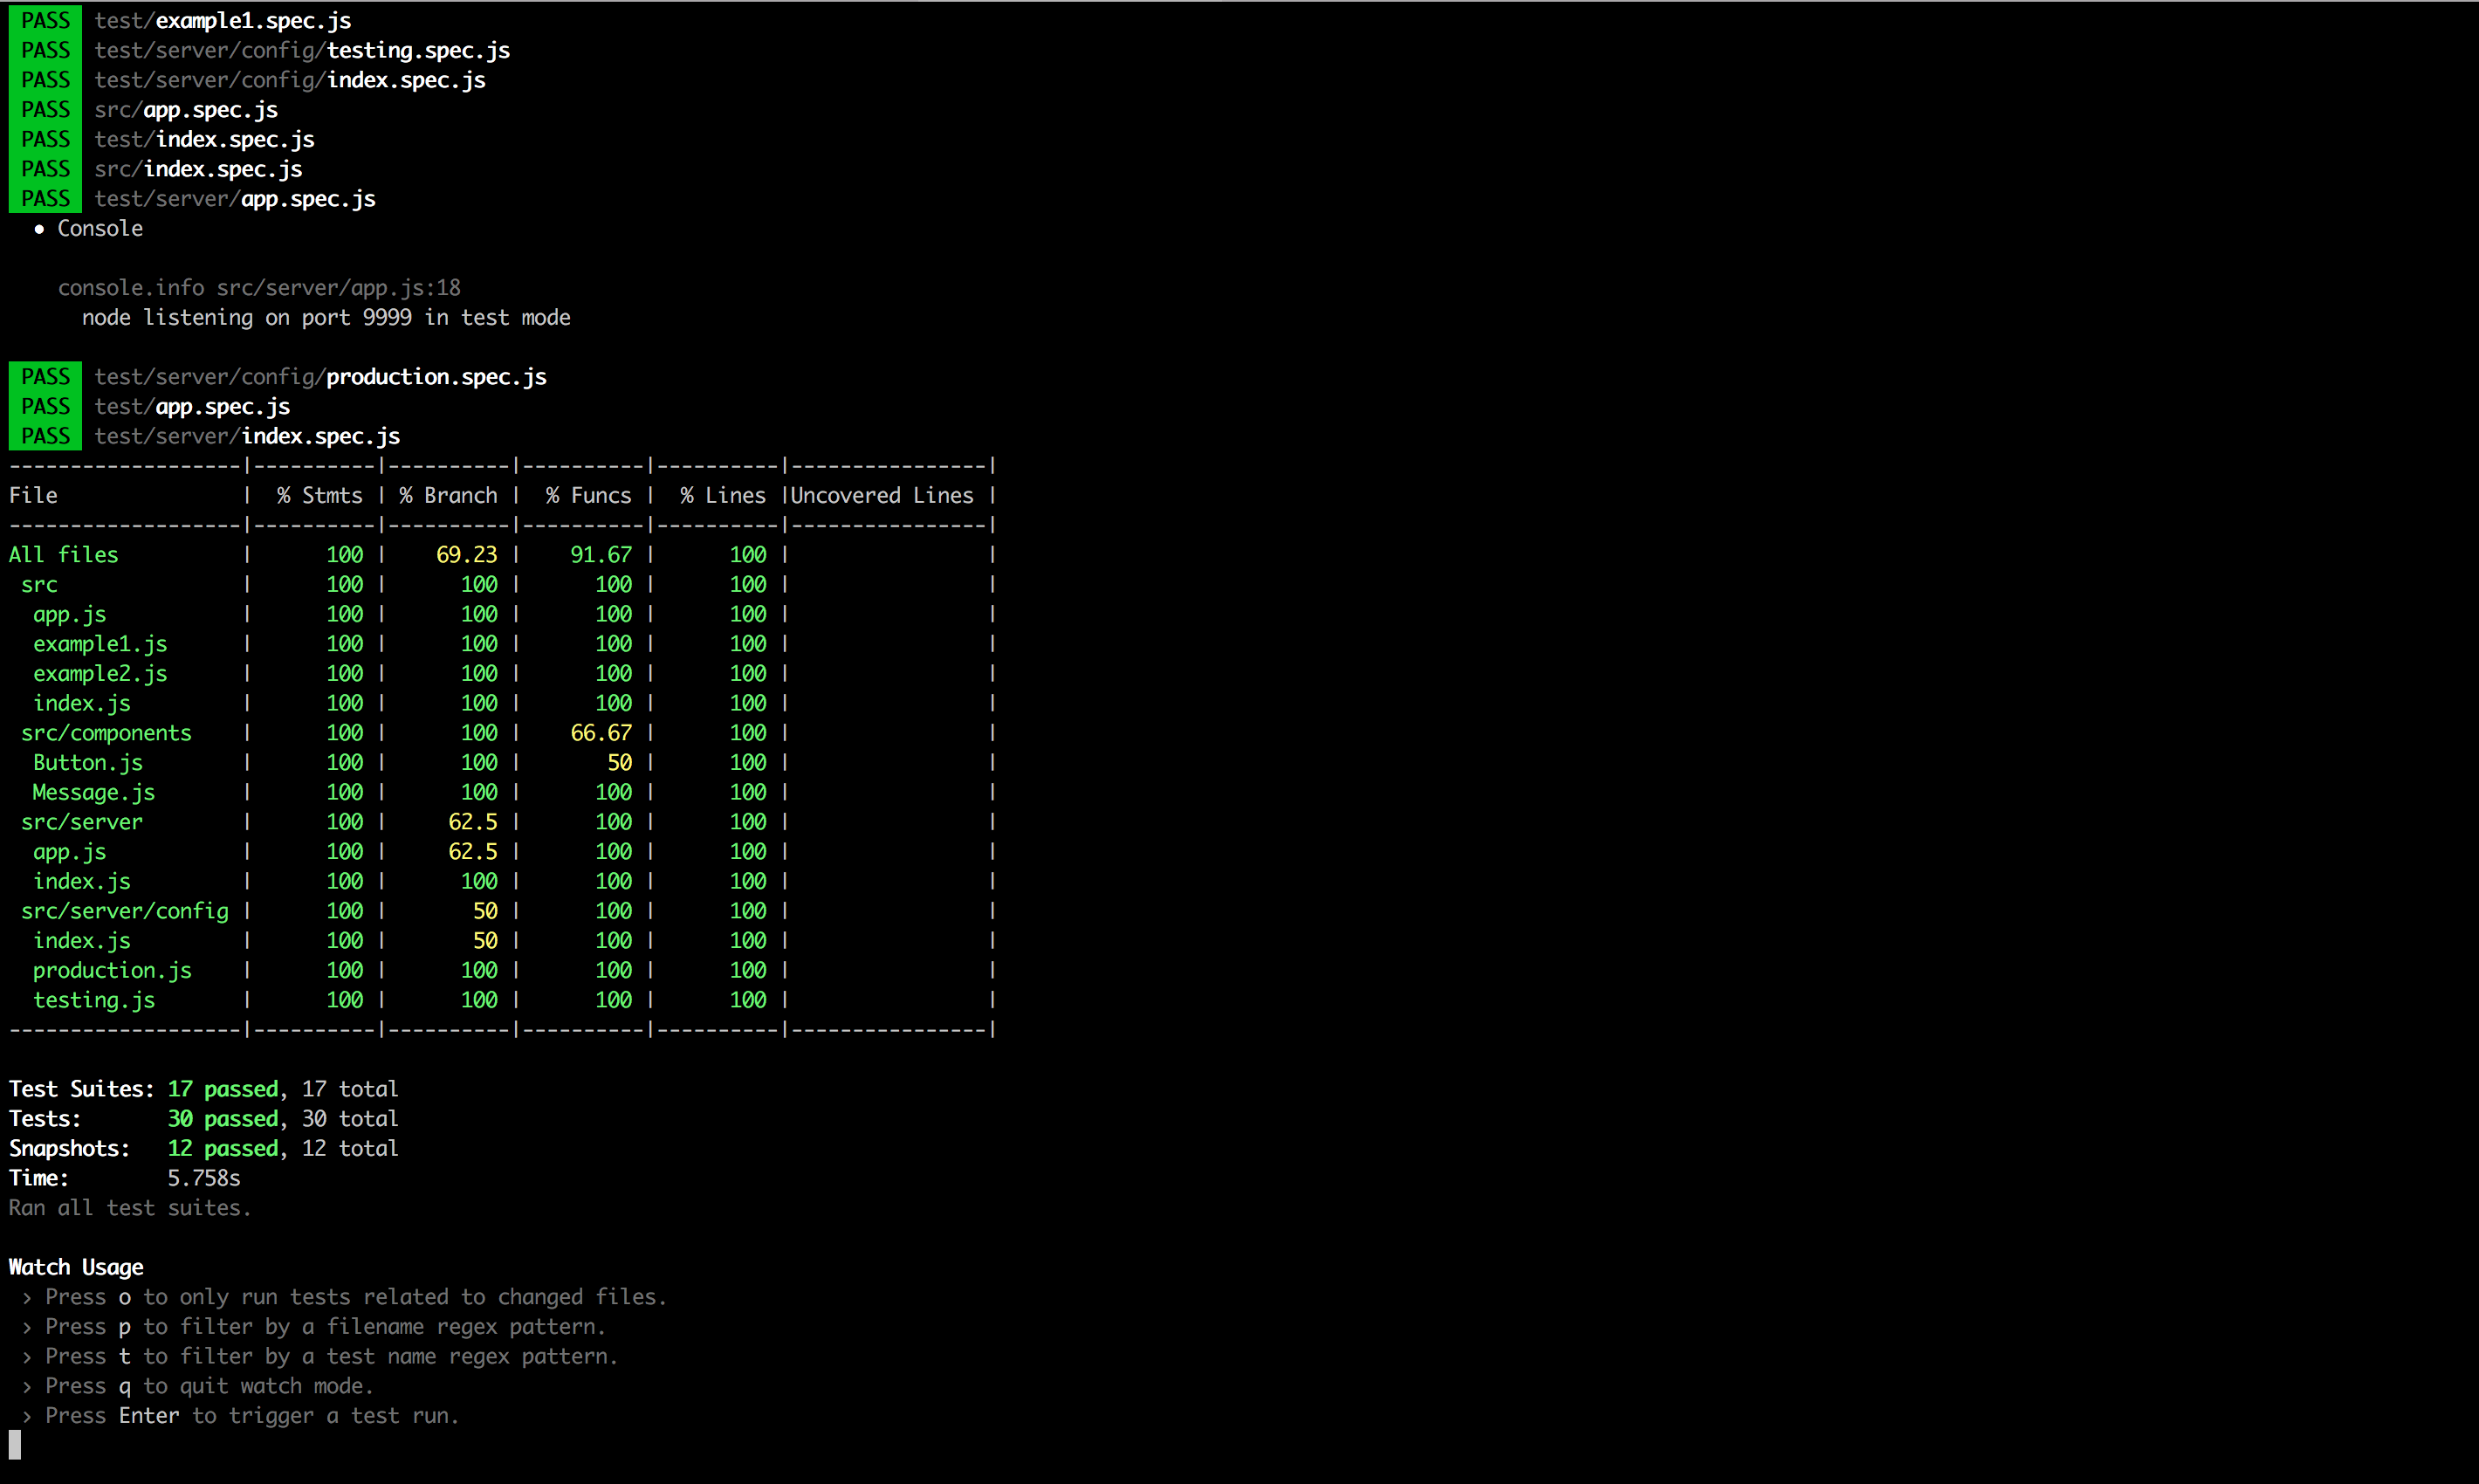 PASS test/example1.spec.js
PASS test/server/config/testing.spec.js
PASS test/server/config/index.spec.js
PASS src/app.spec.js
PASS test/index.spec.js
PASS src/index.spec.js
PASS test/server/app.spec.js
  ● Console

    console.info src/server/app.js:18
      node listening on port 9999 in test mode

PASS test/server/config/production.spec.js
PASS test/app.spec.js
PASS test/server/index.spec.js
-------------------|----------|----------|----------|----------|----------------|
File               |  % Stmts | % Branch |  % Funcs |  % Lines |Uncovered Lines |
-------------------|----------|----------|----------|----------|----------------|
All files          |      100 |    69.23 |    91.67 |      100 |                |
 src               |      100 |      100 |      100 |      100 |                |
  app.js           |      100 |      100 |      100 |      100 |                |
  example1.js      |      100 |      100 |      100 |      100 |                |
  example2.js      |      100 |      100 |      100 |      100 |                |
  index.js         |      100 |      100 |      100 |      100 |                |
 src/components    |      100 |      100 |    66.67 |      100 |                |
  Button.js        |      100 |      100 |       50 |      100 |                |
  Message.js       |      100 |      100 |      100 |      100 |                |
 src/server        |      100 |     62.5 |      100 |      100 |                |
  app.js           |      100 |     62.5 |      100 |      100 |                |
  index.js         |      100 |      100 |      100 |      100 |                |
 src/server/config |      100 |       50 |      100 |      100 |                |
  index.js         |      100 |       50 |      100 |      100 |                |
  production.js    |      100 |      100 |      100 |      100 |                |
  testing.js       |      100 |      100 |      100 |      100 |                |
-------------------|----------|----------|----------|----------|----------------|

Test Suites: 17 passed, 17 total
Tests:       30 passed, 30 total
Snapshots:   12 passed, 12 total
Time:        5.758s
Ran all test suites.

Watch Usage
 › Press o to only run tests related to changed files.
 › Press p to filter by a filename regex pattern.
 › Press t to filter by a test name regex pattern.
 › Press q to quit watch mode.
 › Press Enter to trigger a test run.